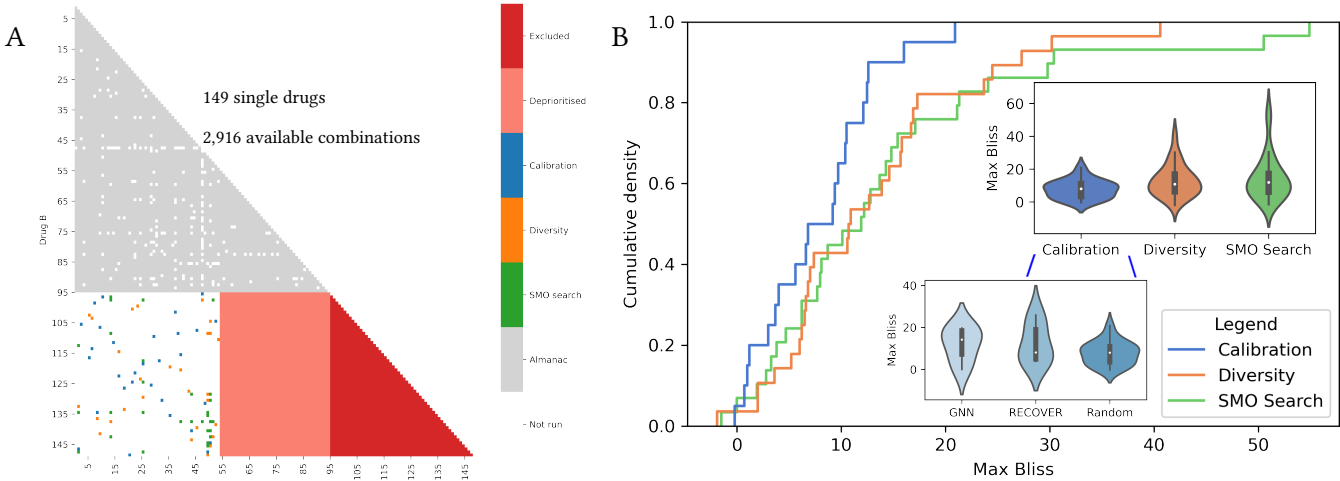 A
Drug B
5
15
25
35
45
55
65
75
85
95
105
115
125
135
145
5
15
25
35
45
55
65
75
85
95
105
115
125
135
145
149 single drugs
2,916 available combinations
Excluded
Deprioritised
Calibration
Diversity
SMO search
Almanac
Not run
B
Cumulative density
1.0
0.8
0.6
0.4
0.2
0.0
0
10
20
30
40
50
Max Bliss
Max Bliss
60
40
20
0
Calibration
Diversity
SMO Search
Max Bliss
40
20
0
GNN
RECOVER
Random
Legend
Calibration
Diversity
SMO Search